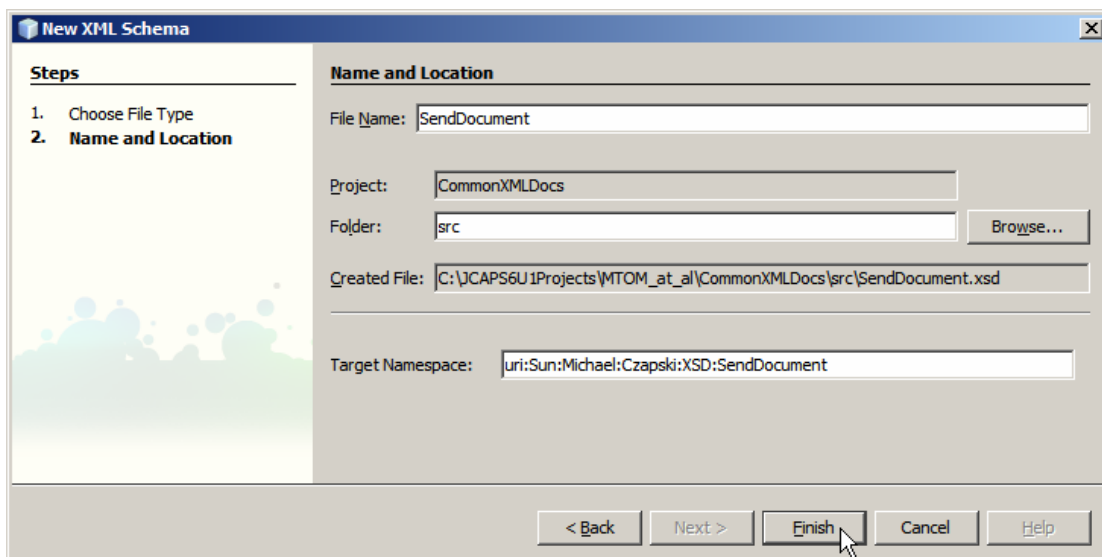 New XML Schema
Steps
1. Choose File Type
2. Name and Location
Name and Location
File Name: SendDocument
Project: CommonXMLDocs
Folder: src Browse...
Created File: C:\JCAPS6U1Projects\MTOM_at_al\CommonXMLDocs\src\SendDocument.xsd
Target Namespace: uri:Sun:Michael:Czapski:XSD:SendDocument
< Back Next > Finish Cancel Help